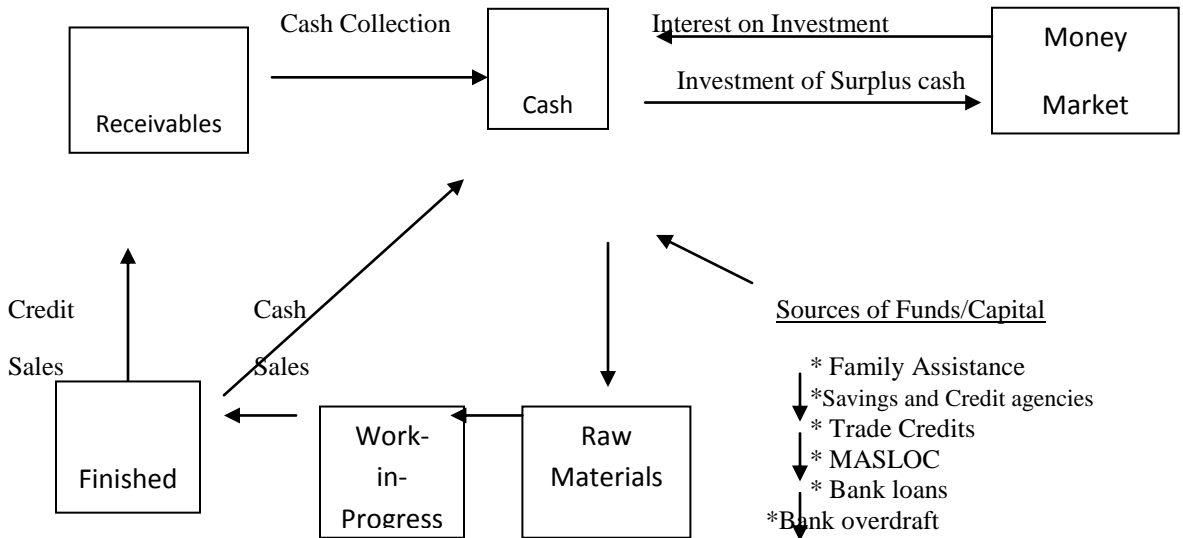 Cash Collection
Interest on Investment
Money
Market
Investment of Surplus cash
Cash
Receivables
Credit
Sales
Cash
Sales
Sources of Funds/Capital
* Family Assistance
*Savings and Credit agencies
* Trade Credits
* MASLOC
* Bank loans
*Bank overdraft
Finished
Work-
in-
Progress
Raw
Materials